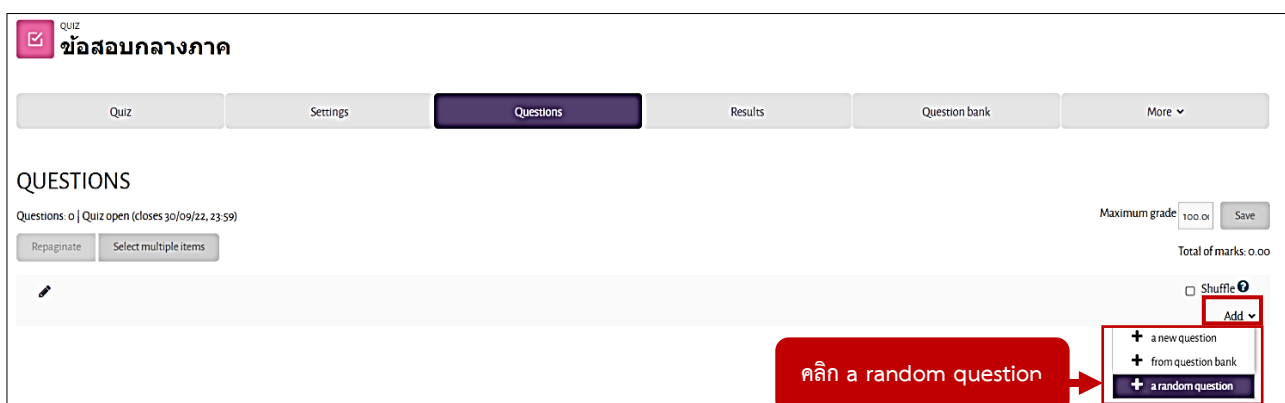 QUIZ
ข้อสอบกลางภาค
Quiz Settings Questions Results Question bank More
QUESTIONS
Questions: 0 | Quiz open (closes 30/09/22, 23:59)
Maximum grade 100.0 Save
Repaginate Select multiple items
Total of marks: 0.00
Shuffle
Add
a new question
from question bank
a random question
คลิก a random question